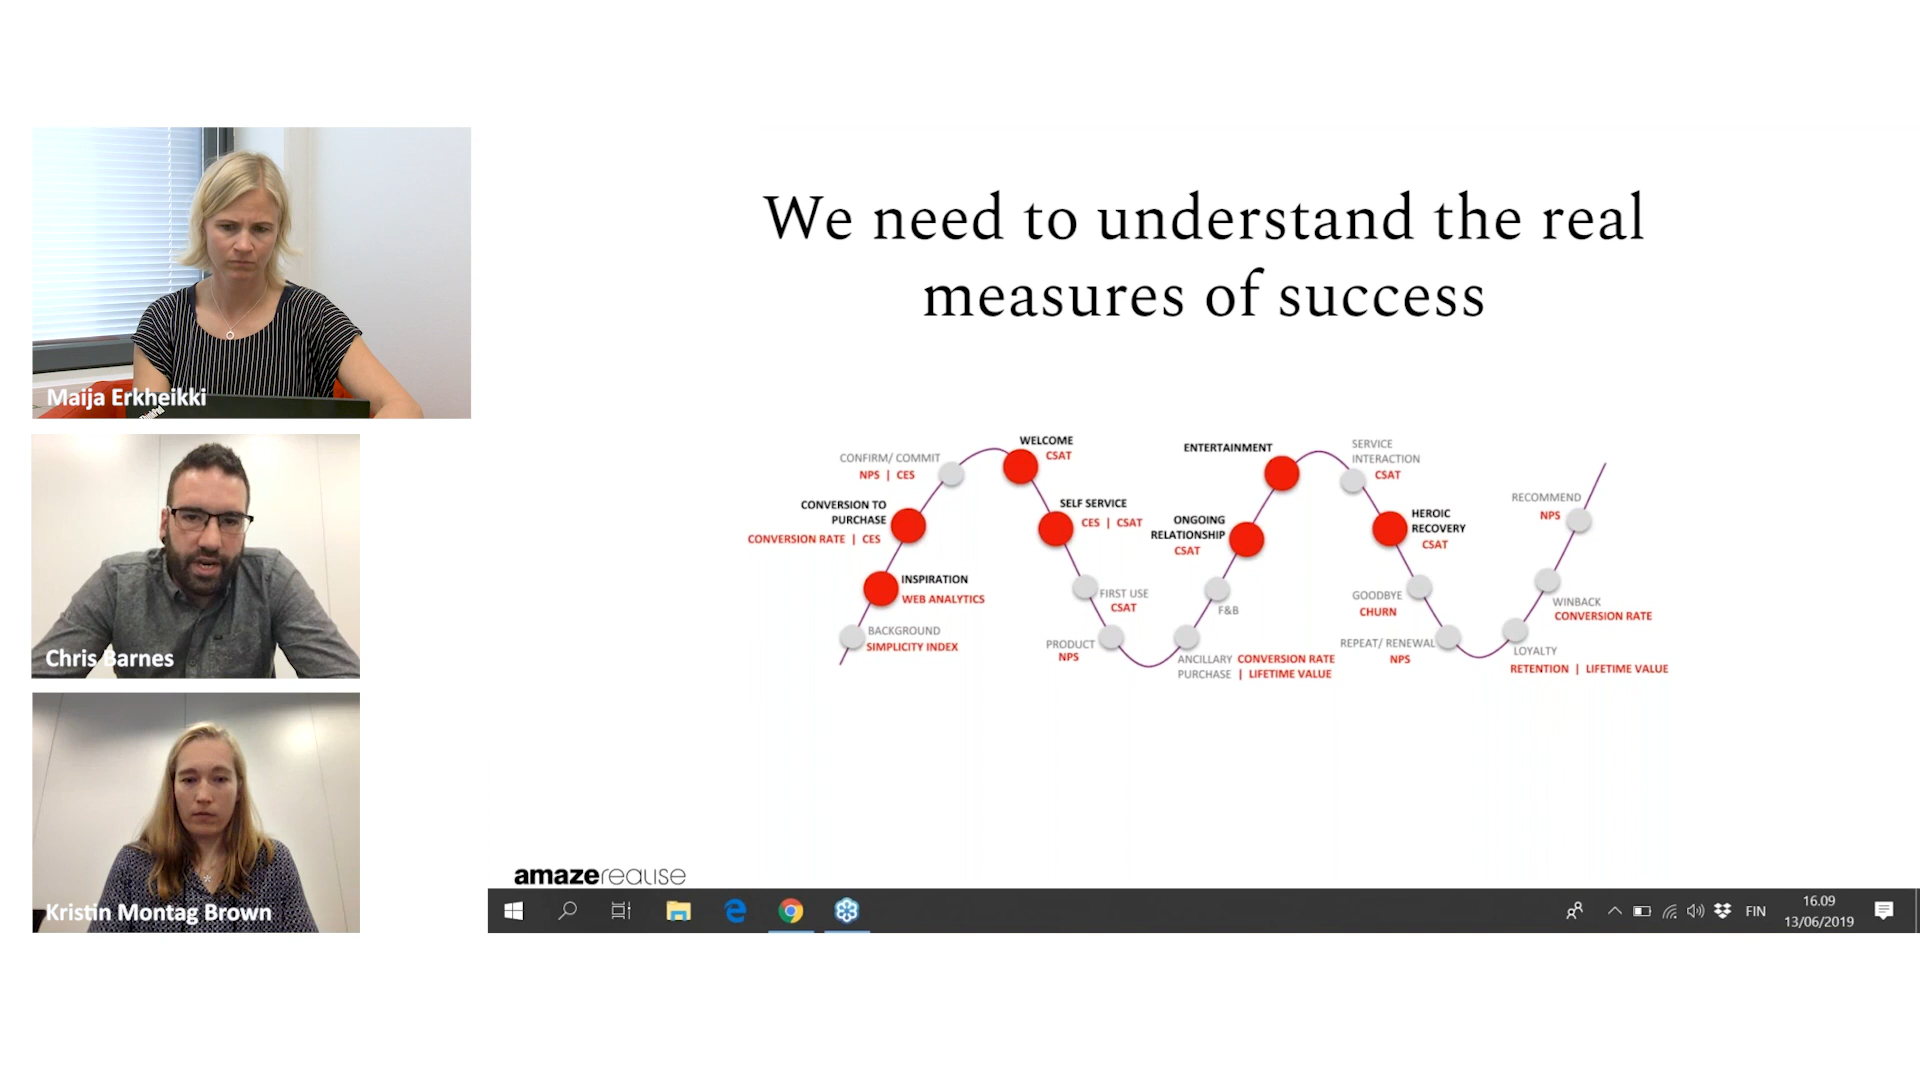 We need to understand the real
measures of success
Maija Erkheikki
Chris Barnes
Kristin Montag Brown
BACKGROUND
SIMPLICITY INDEX
INSPIRATION
WEB ANALYTICS
CONVERSION TO
PURCHASE
CONVERSION RATE | CES
CONFIRM/ COMMIT
NPS | CES
WELCOME
CSAT
SELF SERVICE
CES | CSAT
FIRST USE
CSAT
PRODUCT
NPS
ANCILLARY CONVERSION RATE
PURCHASE | LIFETIME VALUE
F&B
ONGOING
RELATIONSHIP
CSAT
ENTERTAINMENT
SERVICE
INTERACTION
CSAT
HEROIC
RECOVERY
CSAT
GOODBYE
CHURN
REPEAT/ RENEWAL
NPS
LOYALTY
RETENTION | LIFETIME VALUE
WINBACK
CONVERSION RATE
RECOMMEND
NPS
amazerealise
FIN
16.09
13/06/2019